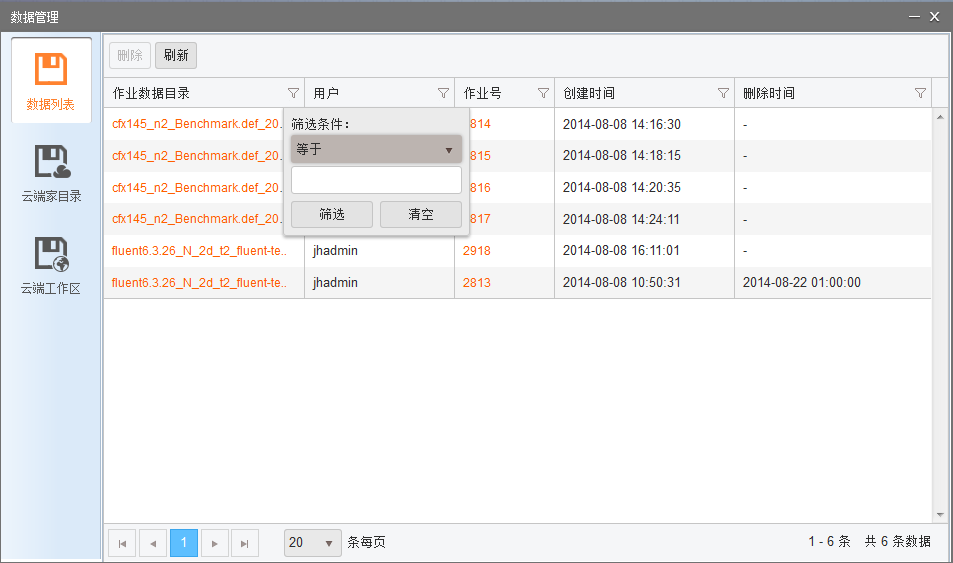 数据管理
数据列表
云端家目录
云端工作区
删除 刷新
作业数据目录 用户 作业号 创建时间 删除时间
cfx145_n2_Benchmark.def_20. 814 2014-08-08 14:16:30 -
cfx145_n2_Benchmark.def_20. 815 2014-08-08 14:18:15 -
cfx145_n2_Benchmark.def_20. 816 2014-08-08 14:20:35 -
cfx145_n2_Benchmark.def_20. 817 2014-08-08 14:24:11 -
fluent6.3.26_N_2d_t2_fluent-te.. jhadmin 2918 2014-08-08 16:11:01 -
fluent6.3.26_N_2d_t2_fluent-te.. jhadmin 2813 2014-08-08 10:50:31 2014-08-22 01:00:00
筛选条件:
等于
筛选 清空
1 20 条每页 1 - 6 条 共 6 条数据